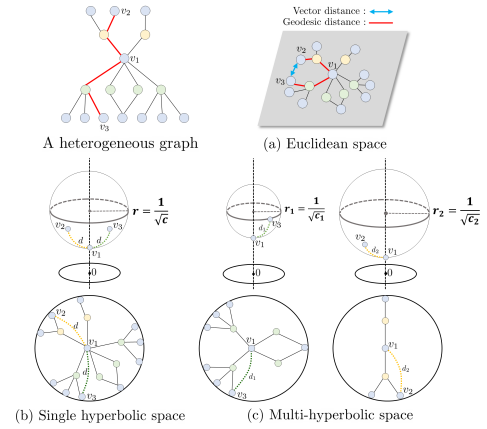 v₂
v₁
v₃
A heterogeneous graph
Vector distance :
Geodesic distance :
v₂
v₁
v₃
(a) Euclidean space
v₂
v₃
d
d
v₁
r = 1/√c
0
v₂
d
v₁
d
v₃
(b) Single hyperbolic space
v₃
d₁
v₁
r₁ = 1/√c₁
0
v₁
d₁
v₃
v₂
d₂
v₁
r₂ = 1/√c₂
0
v₁
d₂
v₂
(c) Multi-hyperbolic space